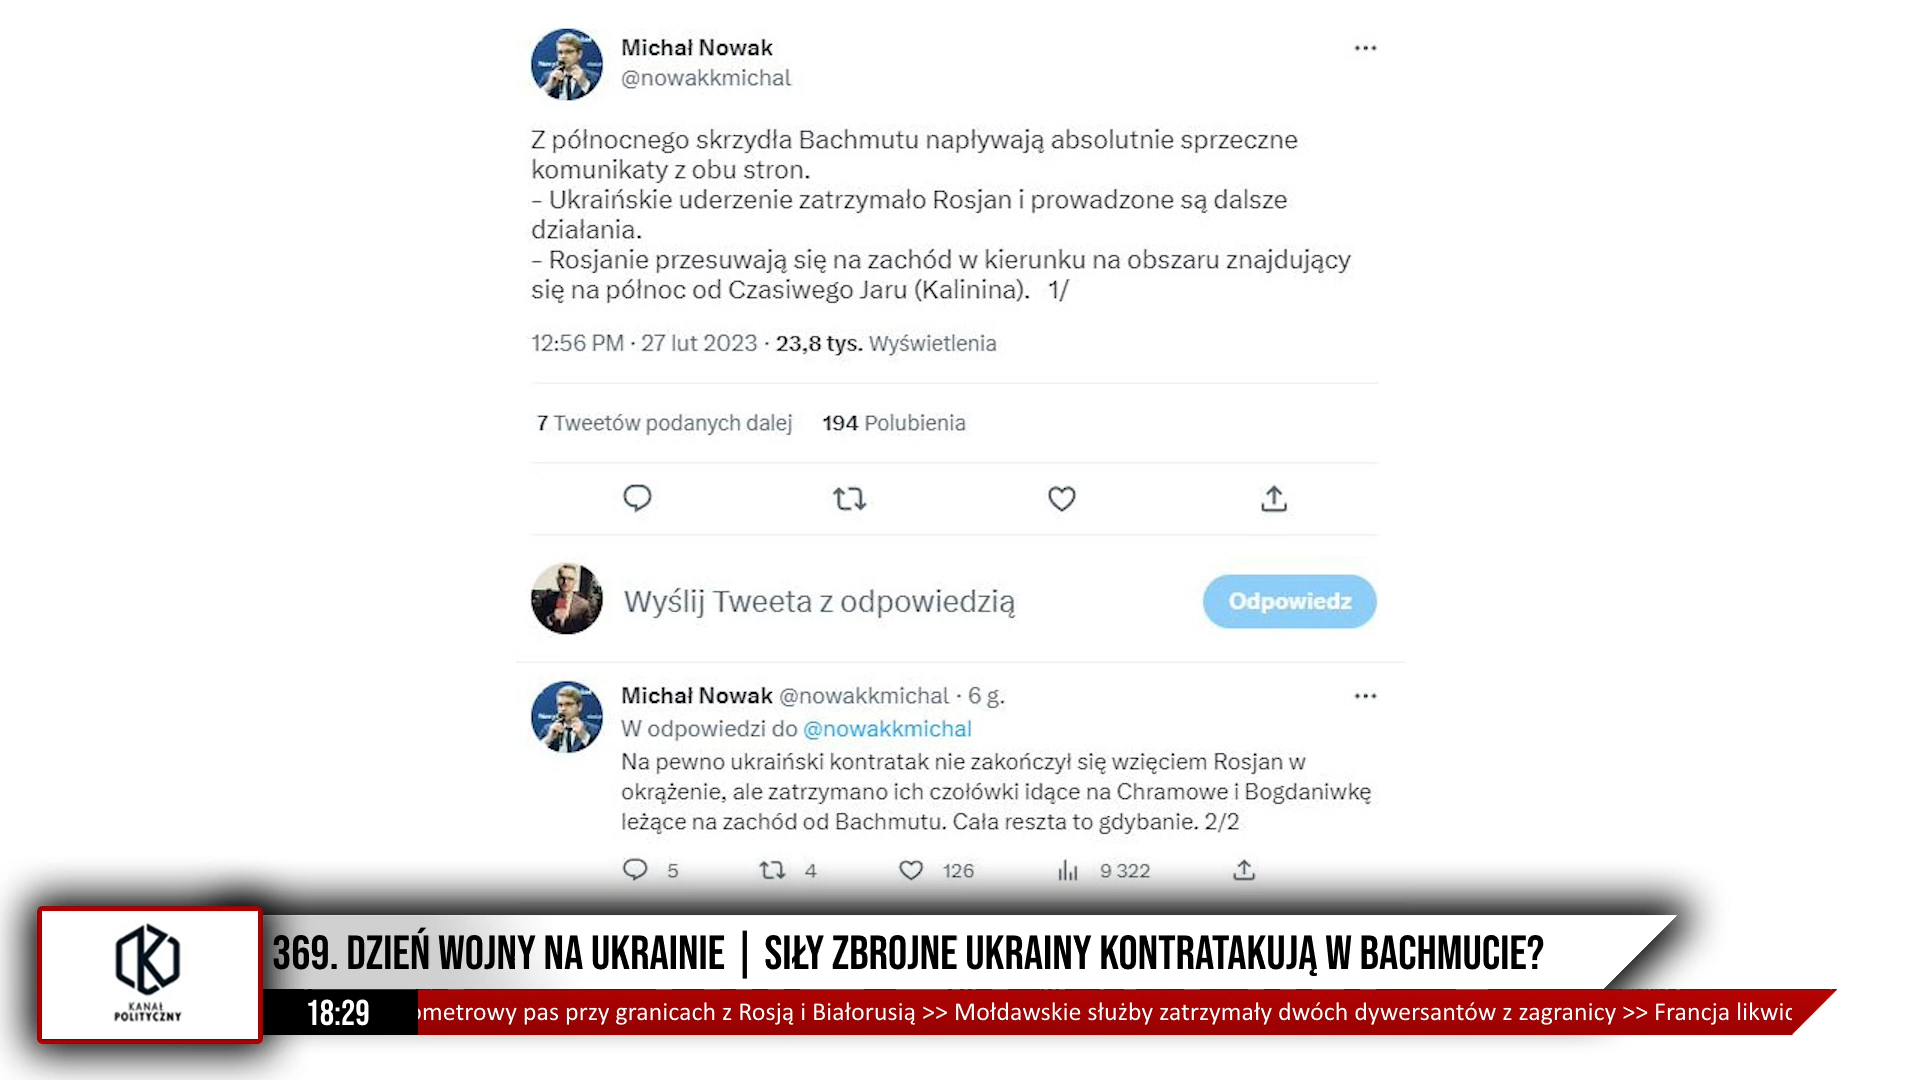 Michał Nowak
@nowakkmichal
Z północnego skrzydła Bachmutu napływają absolutnie sprzeczne
komunikaty z obu stron.
– Ukraińskie uderzenie zatrzymało Rosjan i prowadzone są dalsze
działania.
– Rosjanie przesuwają się na zachód w kierunku na obszaru znajdujący
się na północ od Czasiwego Jaru (Kalinina). 1/
12:56 PM · 27 lut 2023 · 23,8 tys. Wyświetlenia
7 Tweetów podanych dalej 194 Polubienia
Wyślij Tweeta z odpowiedzią
Odpowiedz
Michał Nowak @nowakkmichal · 6 g.
W odpowiedzi do @nowakkmichal
Na pewno ukraiński kontratak nie zakończył się wzięciem Rosjan w
okrążenie, ale zatrzymano ich czołówki idące na Chramowe i Bogdaniwkę
leżące na zachód od Bachmutu. Cała reszta to gdybanie. 2/2
5 4 126 9 322
KANAŁ
POLITYCZNY
369. DZIEŃ WOJNY NA UKRAINIE | SIŁY ZBROJNE UKRAINY KONTRATAKUJĄ W BACHMUCIE?
18:29
ometrowy pas przy granicach z Rosją i Białorusią >> Mołdawskie służby zatrzymały dwóch dywersantów z zagranicy >> Francja likwid